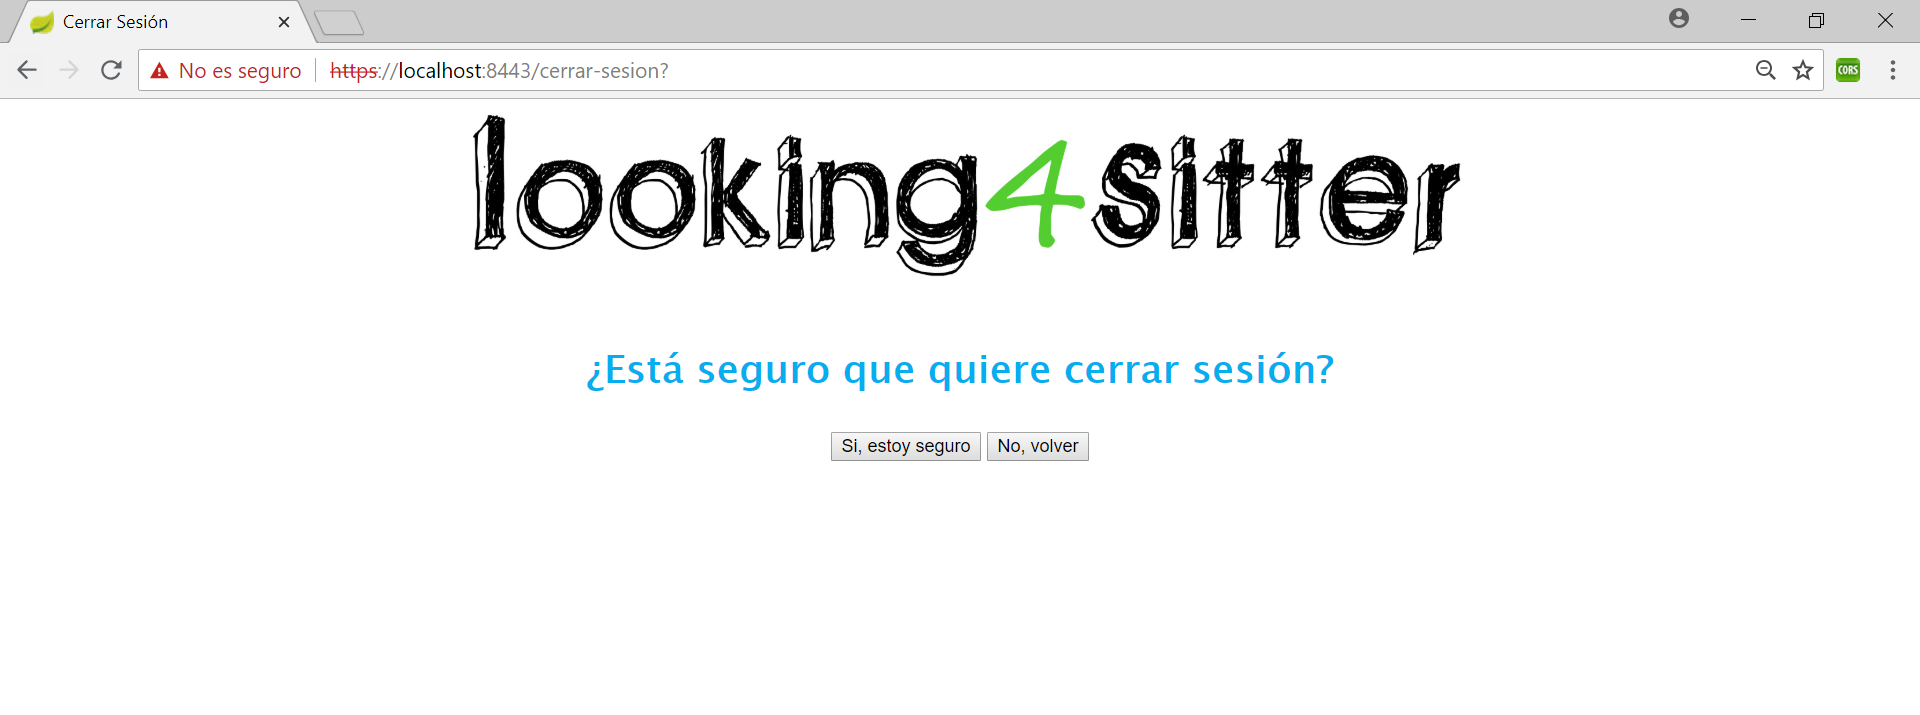 Cerrar Sesión
No es seguro https://localhost:8443/cerrar-sesion?
CORS
looking4sitter
¿Está seguro que quiere cerrar sesión?
Si, estoy seguro No, volver